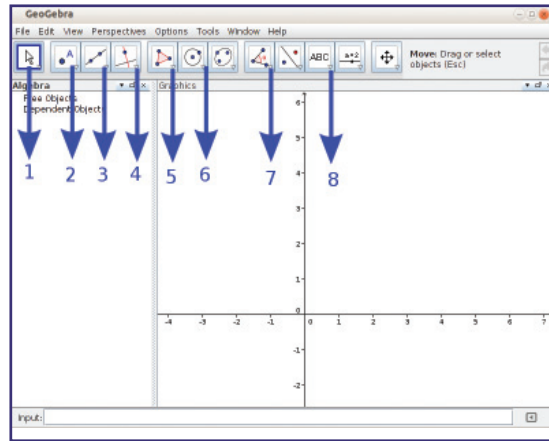 GeoGebra
File Edit View Perspectives Options Tools Window Help
A ABC a=2 Move: Drag or select
objects (Esc)
Algebra Graphics
Free Objects
Dependent Objects
1 2 3 4 5 6 7 8
6
5
4
3
2
1
0
-4 -3 -2 -1 0 1 2 3 4 5 6 7
-1
-2
Input: